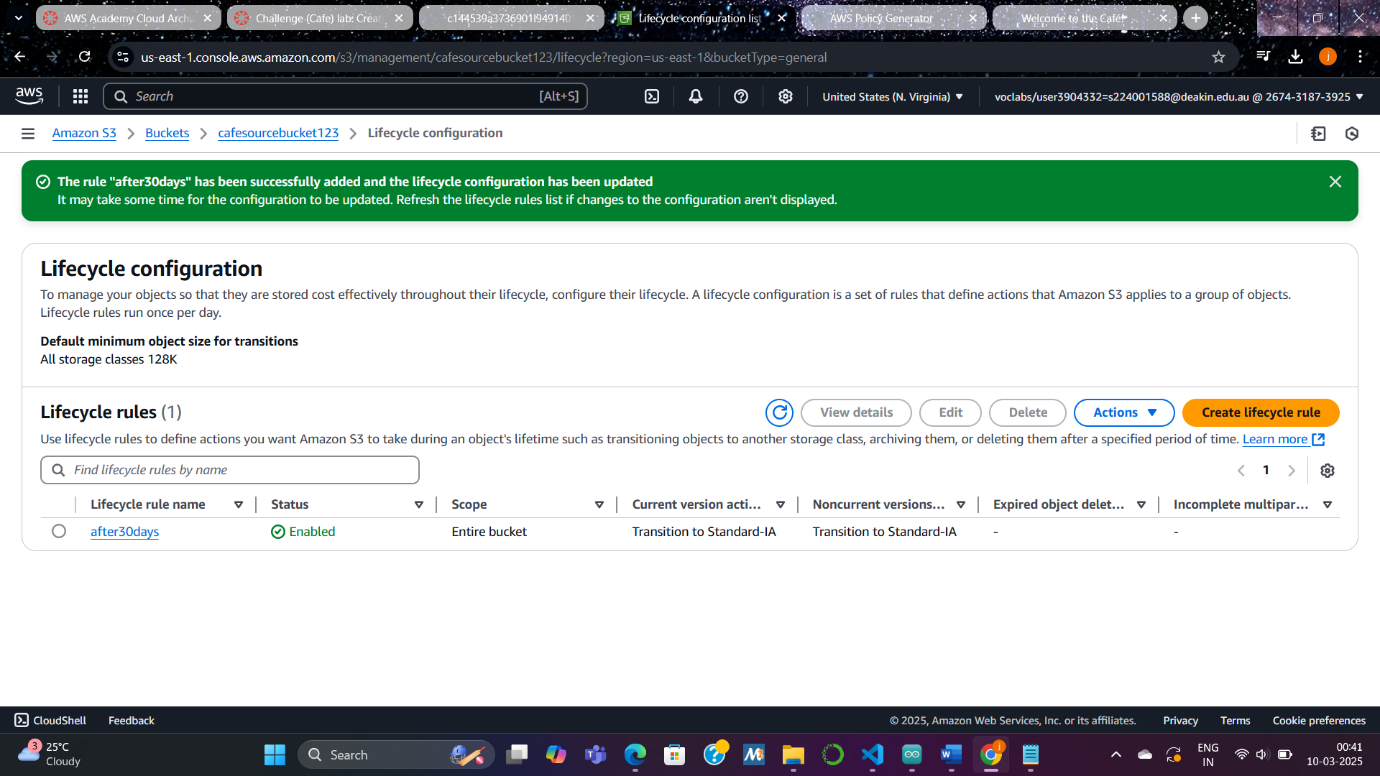 AWS Academy Cloud Arch
Challenge (Cafe) lab: Creat
c144539a3736901l949140
Lifecycle configuration list
AWS Policy Generator
Welcome to the Café!
us-east-1.console.aws.amazon.com/s3/management/cafesourcebucket123/lifecycle?region=us-east-1&bucketType=general
j
aws
Search
[Alt+S]
United States (N. Virginia)
voclabs/user3904332=s224001588@deakin.edu.au @ 2674-3187-3925
Amazon S3
Buckets
cafesourcebucket123
Lifecycle configuration
The rule "after30days" has been successfully added and the lifecycle configuration has been updated
It may take some time for the configuration to be updated. Refresh the lifecycle rules list if changes to the configuration aren't displayed.
Lifecycle configuration
To manage your objects so that they are stored cost effectively throughout their lifecycle, configure their lifecycle. A lifecycle configuration is a set of rules that define actions that Amazon S3 applies to a group of objects.
Lifecycle rules run once per day.
Default minimum object size for transitions
All storage classes 128K
Lifecycle rules (1)
View details
Edit
Delete
Actions
Create lifecycle rule
Use lifecycle rules to define actions you want Amazon S3 to take during an object's lifetime such as transitioning objects to another storage class, archiving them, or deleting them after a specified period of time. Learn more
Find lifecycle rules by name
1
Lifecycle rule name
Status
Scope
Current version acti...
Noncurrent versions...
Expired object delet...
Incomplete multipar...
after30days
Enabled
Entire bucket
Transition to Standard-IA
Transition to Standard-IA
-
-
CloudShell
Feedback
© 2025, Amazon Web Services, Inc. or its affiliates.
Privacy
Terms
Cookie preferences
3
25°C
Cloudy
Search
ENG
IN
00:41
10-03-2025